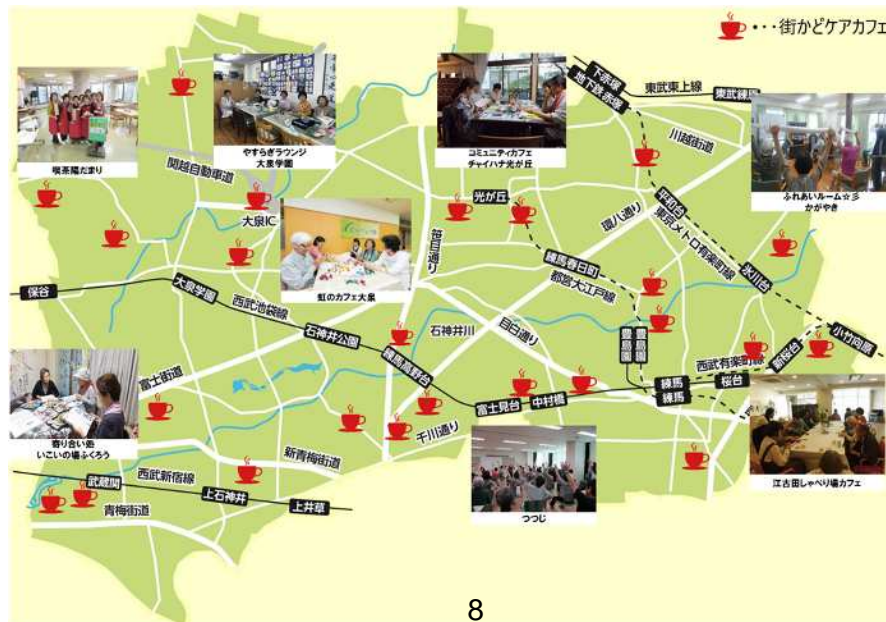 ・・・街かどケアカフェ
下赤塚
地下鉄赤塚
東武東上線
東武練馬
川越街道
喫茶陽だまり
やすらぎラウンジ
大泉学園
コミュニティカフェ
チャイハナ光が丘
ふれあいルーム☆彡
かがやき
関越自動車道
大泉IC
虹のカフェ大泉
笹目通り
光が丘
環八通り
平和台
東京メトロ有楽町線
氷川台
練馬春日町
都営大江戸線
保谷
大泉学園
西武池袋線
石神井公園
石神井川
目白通り
豊島園
豊島園
小竹向原
新桜台
西武有楽町線
練馬高野台
富士見台
中村橋
練馬
練馬
桜台
富士街道
寄り合い処
いこいの場ふくろう
千川通り
新青梅街道
つつじ
江古田しゃべり場カフェ
武蔵関
西武新宿線
上石神井
上井草
青梅街道
8